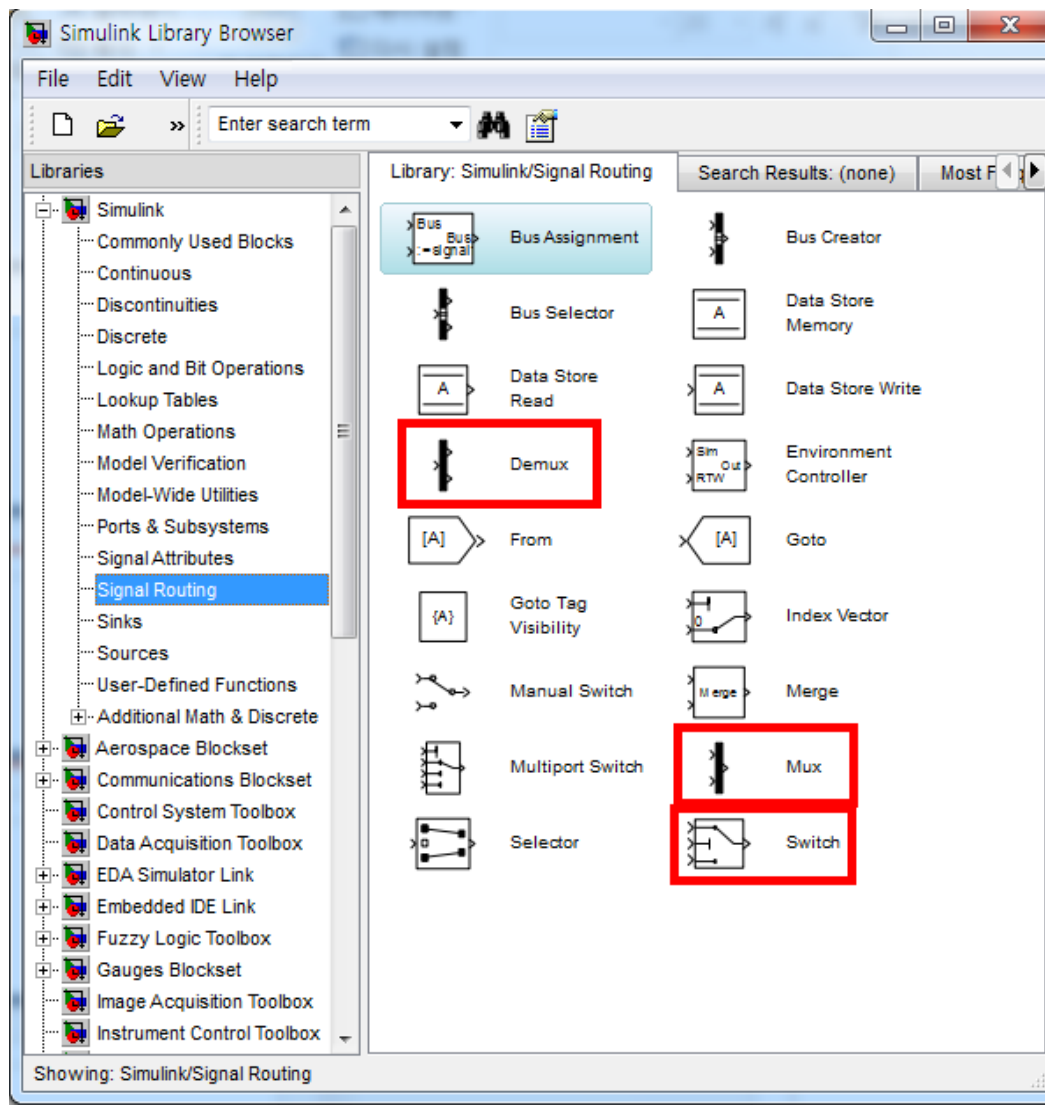 Simulink Library Browser
File Edit View Help
» Enter search term
Libraries
Library: Simulink/Signal Routing
Search Results: (none)
Most F
Simulink
Commonly Used Blocks
Continuous
Discontinuities
Discrete
Logic and Bit Operations
Lookup Tables
Math Operations
Model Verification
Model-Wide Utilities
Ports & Subsystems
Signal Attributes
Signal Routing
Sinks
Sources
User-Defined Functions
Additional Math & Discrete
Aerospace Blockset
Communications Blockset
Control System Toolbox
Data Acquisition Toolbox
EDA Simulator Link
Embedded IDE Link
Fuzzy Logic Toolbox
Gauges Blockset
Image Acquisition Toolbox
Instrument Control Toolbox
Bus
Bus
:=signal
Bus Assignment
Bus Creator
Bus Selector
A
Data Store
Memory
A
Data Store
Read
A
Data Store Write
Demux
Sim
Out
RTW
Environment
Controller
[A]
From
[A]
Goto
{A}
Goto Tag
Visibility
0
Index Vector
Manual Switch
Merge
Merge
Multiport Switch
Mux
Selector
Switch
Showing: Simulink/Signal Routing